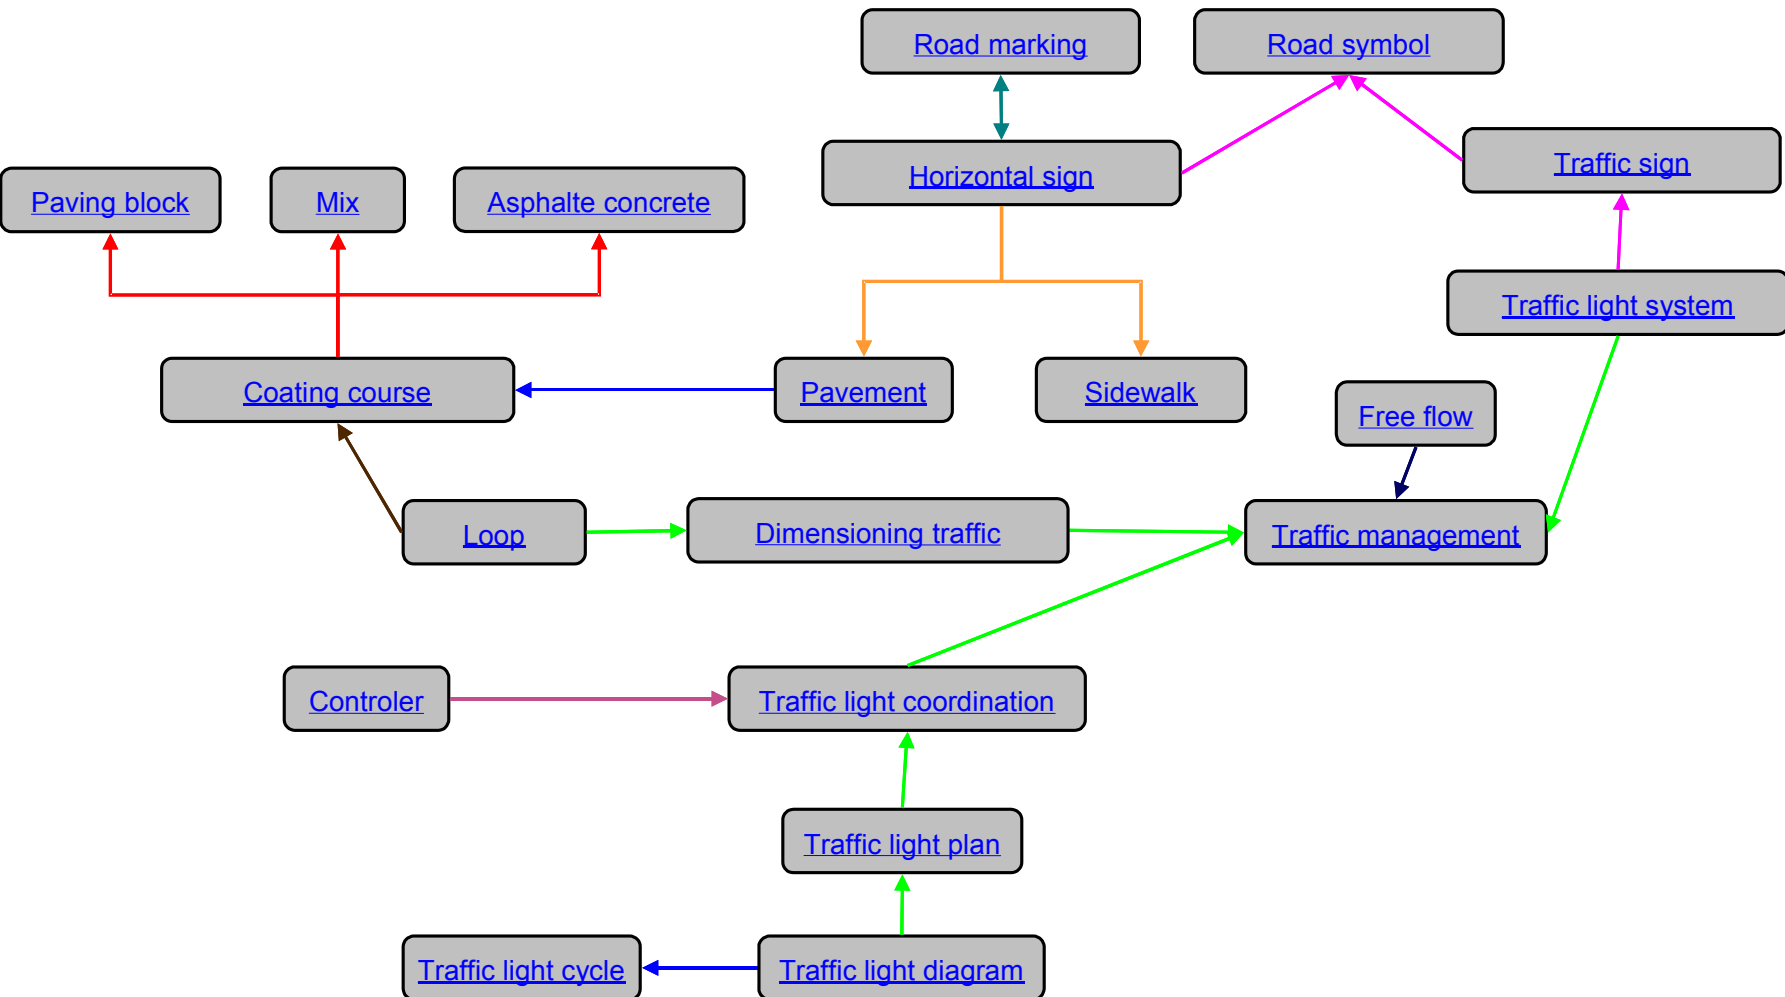 Road marking
Road symbol
Traffic sign
Horizontal sign
Paving block
Mix
Asphalte concrete
Traffic light system
Coating course
Pavement
Sidewalk
Free flow
Loop
Dimensioning traffic
Traffic management
Controler
Traffic light coordination
Traffic light plan
Traffic light cycle
Traffic light diagram